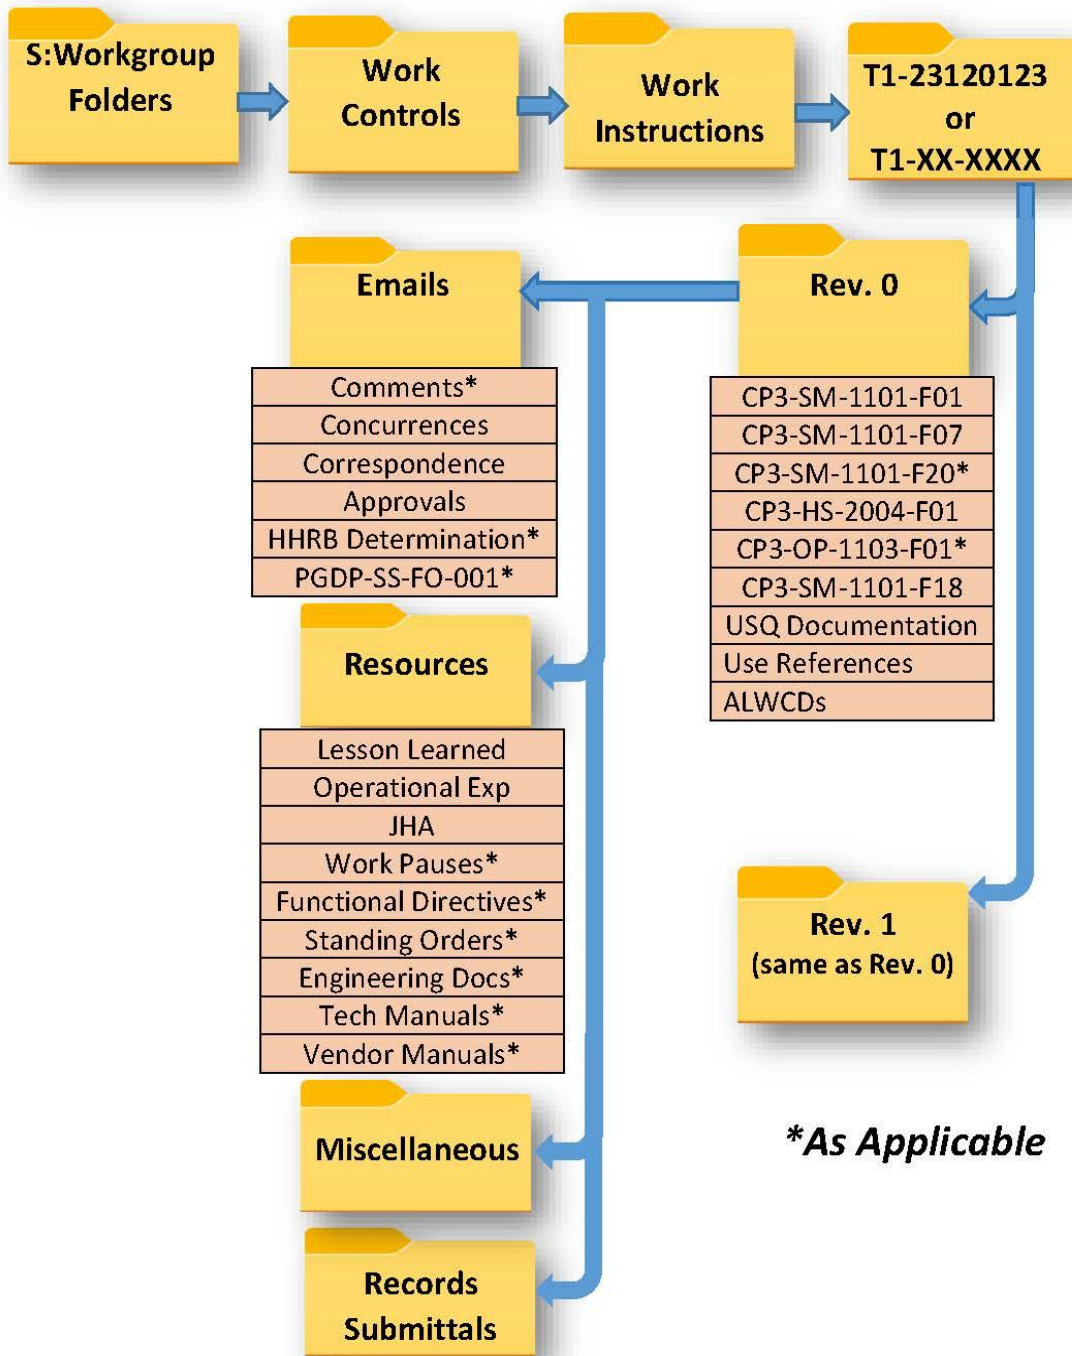 S:Workgroup
Folders
Work
Controls
Work
Instructions
T1-23120123
or
T1-XX-XXXX
Emails
Comments*
Concurrences
Correspondence
Approvals
HHRB Determination*
PGDP-SS-FO-001*
Rev. 0
CP3-SM-1101-F01
CP3-SM-1101-F07
CP3-SM-1101-F20*
CP3-HS-2004-F01
CP3-OP-1103-F01*
CP3-SM-1101-F18
USQ Documentation
Use References
ALWCDs
Resources
Lesson Learned
Operational Exp
JHA
Work Pauses*
Functional Directives*
Standing Orders*
Engineering Docs*
Tech Manuals*
Vendor Manuals*
Rev. 1
(same as Rev. 0)
Miscellaneous
*As Applicable
Records
Submittals